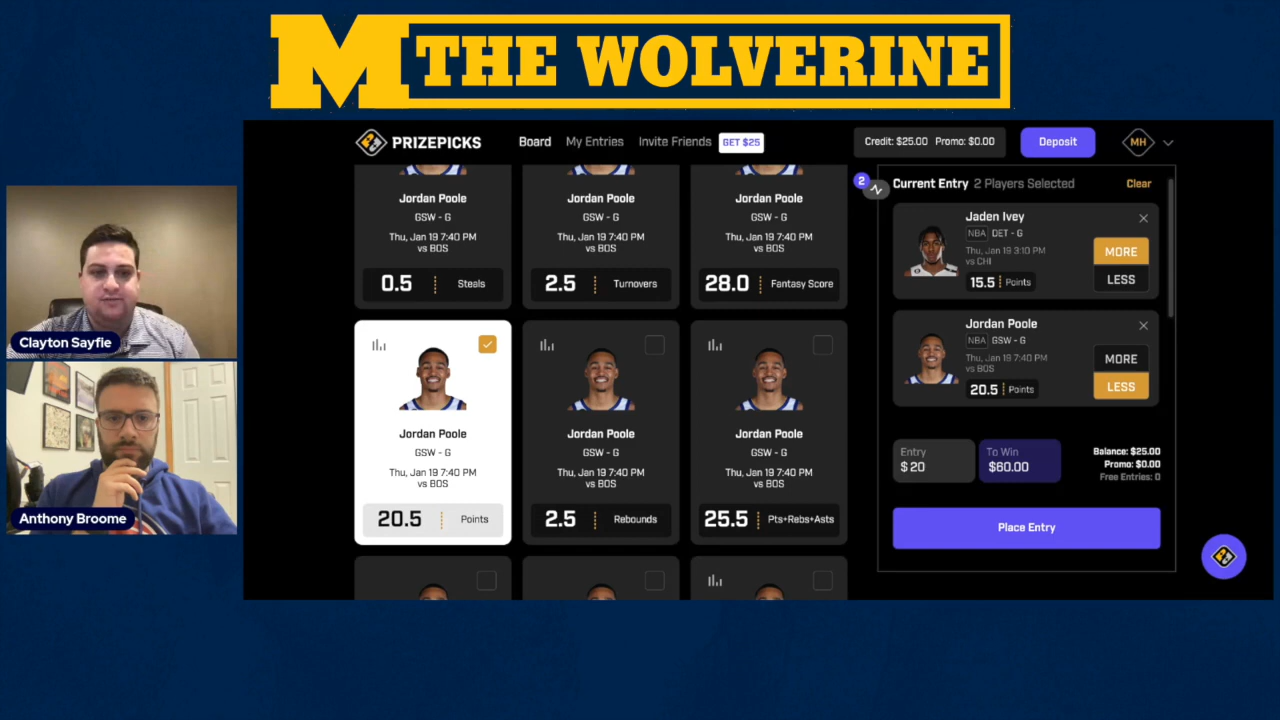 M THE WOLVERINE
PRIZEPICKS
Board
My Entries
Invite Friends
GET $25
Credit: $25.00 Promo: $0.00
Deposit
MH
Jordan Poole
GSW - G
Thu, Jan 19 7:40 PM
vs BOS
0.5 Steals
Jordan Poole
GSW - G
Thu, Jan 19 7:40 PM
vs BOS
2.5 Turnovers
Jordan Poole
GSW - G
Thu, Jan 19 7:40 PM
vs BOS
28.0 Fantasy Score
Jordan Poole
GSW - G
Thu, Jan 19 7:40 PM
vs BOS
20.5 Points
Jordan Poole
GSW - G
Thu, Jan 19 7:40 PM
vs BOS
2.5 Rebounds
Jordan Poole
GSW - G
Thu, Jan 19 7:40 PM
vs BOS
25.5 Pts+Rebs+Asts
2
Current Entry 2 Players Selected
Clear
Jaden Ivey
NBA DET - G
Thu, Jan 19 3:10 PM
vs CHI
15.5 Points
MORE
LESS
Jordan Poole
NBA GSW - G
Thu, Jan 19 7:40 PM
vs BOS
20.5 Points
MORE
LESS
Entry
$ 20
To Win
$60.00
Balance: $25.00
Promo: $0.00
Free Entries: 0
Place Entry
Clayton Sayfie
Anthony Broome